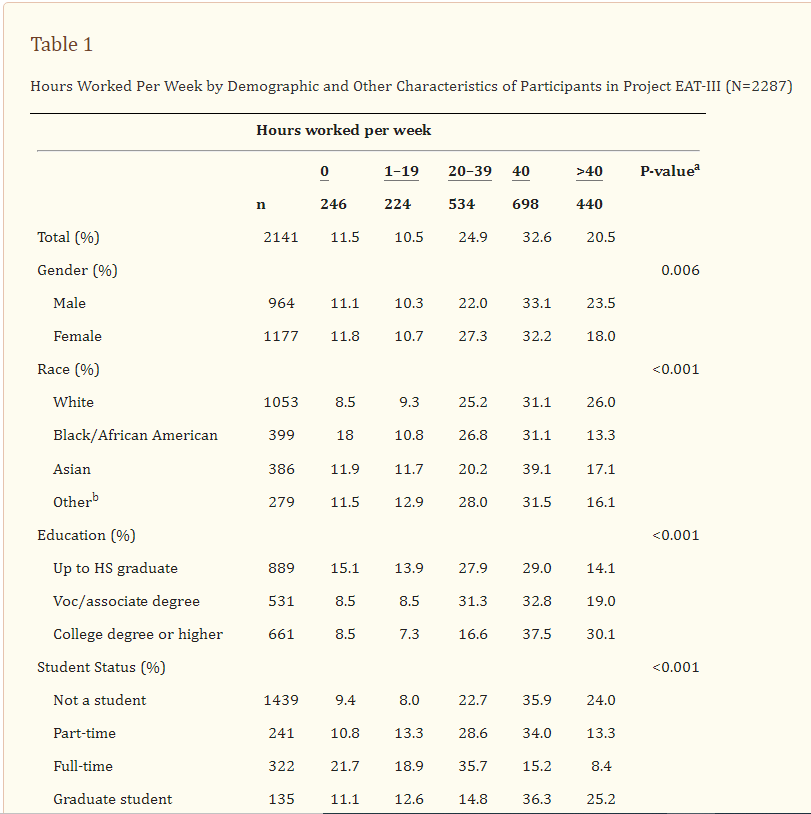 Table 1
Hours Worked Per Week by Demographic and Other Characteristics of Participants in Project EAT-III (N=2287)
Hours worked per week
0 1–19 20–39 40 >40 P-valueᵃ
n 246 224 534 698 440
Total (%) 2141 11.5 10.5 24.9 32.6 20.5
Gender (%) 0.006
Male 964 11.1 10.3 22.0 33.1 23.5
Female 1177 11.8 10.7 27.3 32.2 18.0
Race (%) <0.001
White 1053 8.5 9.3 25.2 31.1 26.0
Black/African American 399 18 10.8 26.8 31.1 13.3
Asian 386 11.9 11.7 20.2 39.1 17.1
Otherᵇ 279 11.5 12.9 28.0 31.5 16.1
Education (%) <0.001
Up to HS graduate 889 15.1 13.9 27.9 29.0 14.1
Voc/associate degree 531 8.5 8.5 31.3 32.8 19.0
College degree or higher 661 8.5 7.3 16.6 37.5 30.1
Student Status (%) <0.001
Not a student 1439 9.4 8.0 22.7 35.9 24.0
Part-time 241 10.8 13.3 28.6 34.0 13.3
Full-time 322 21.7 18.9 35.7 15.2 8.4
Graduate student 135 11.1 12.6 14.8 36.3 25.2